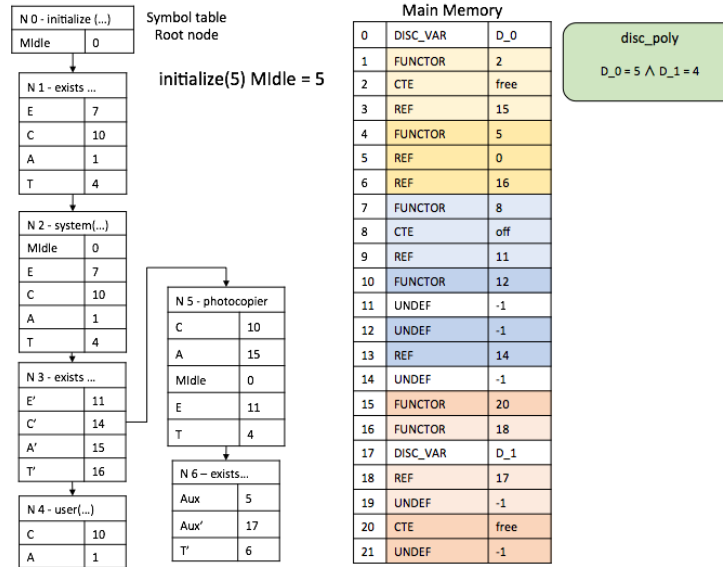 N 0 - initialize (...)
MIdle 0
Symbol table
Root node
initialize(5) MIdle = 5
N 1 - exists ...
E 7
C 10
A 1
T 4
N 2 - system(...)
MIdle 0
E 7
C 10
A 1
T 4
N 3 - exists ...
E' 11
C' 14
A' 15
T' 16
N 4 - user(...)
C 10
A 1
N 5 - photocopier
C 10
A 15
MIdle 0
E 11
T 4
N 6 – exists...
Aux 5
Aux' 17
T' 6
Main Memory
0 DISC_VAR D_0
1 FUNCTOR 2
2 CTE free
3 REF 15
4 FUNCTOR 5
5 REF 0
6 REF 16
7 FUNCTOR 8
8 CTE off
9 REF 11
10 FUNCTOR 12
11 UNDEF -1
12 UNDEF -1
13 REF 14
14 UNDEF -1
15 FUNCTOR 20
16 FUNCTOR 18
17 DISC_VAR D_1
18 REF 17
19 UNDEF -1
20 CTE free
21 UNDEF -1
disc_poly
D_0 = 5 ∧ D_1 = 4